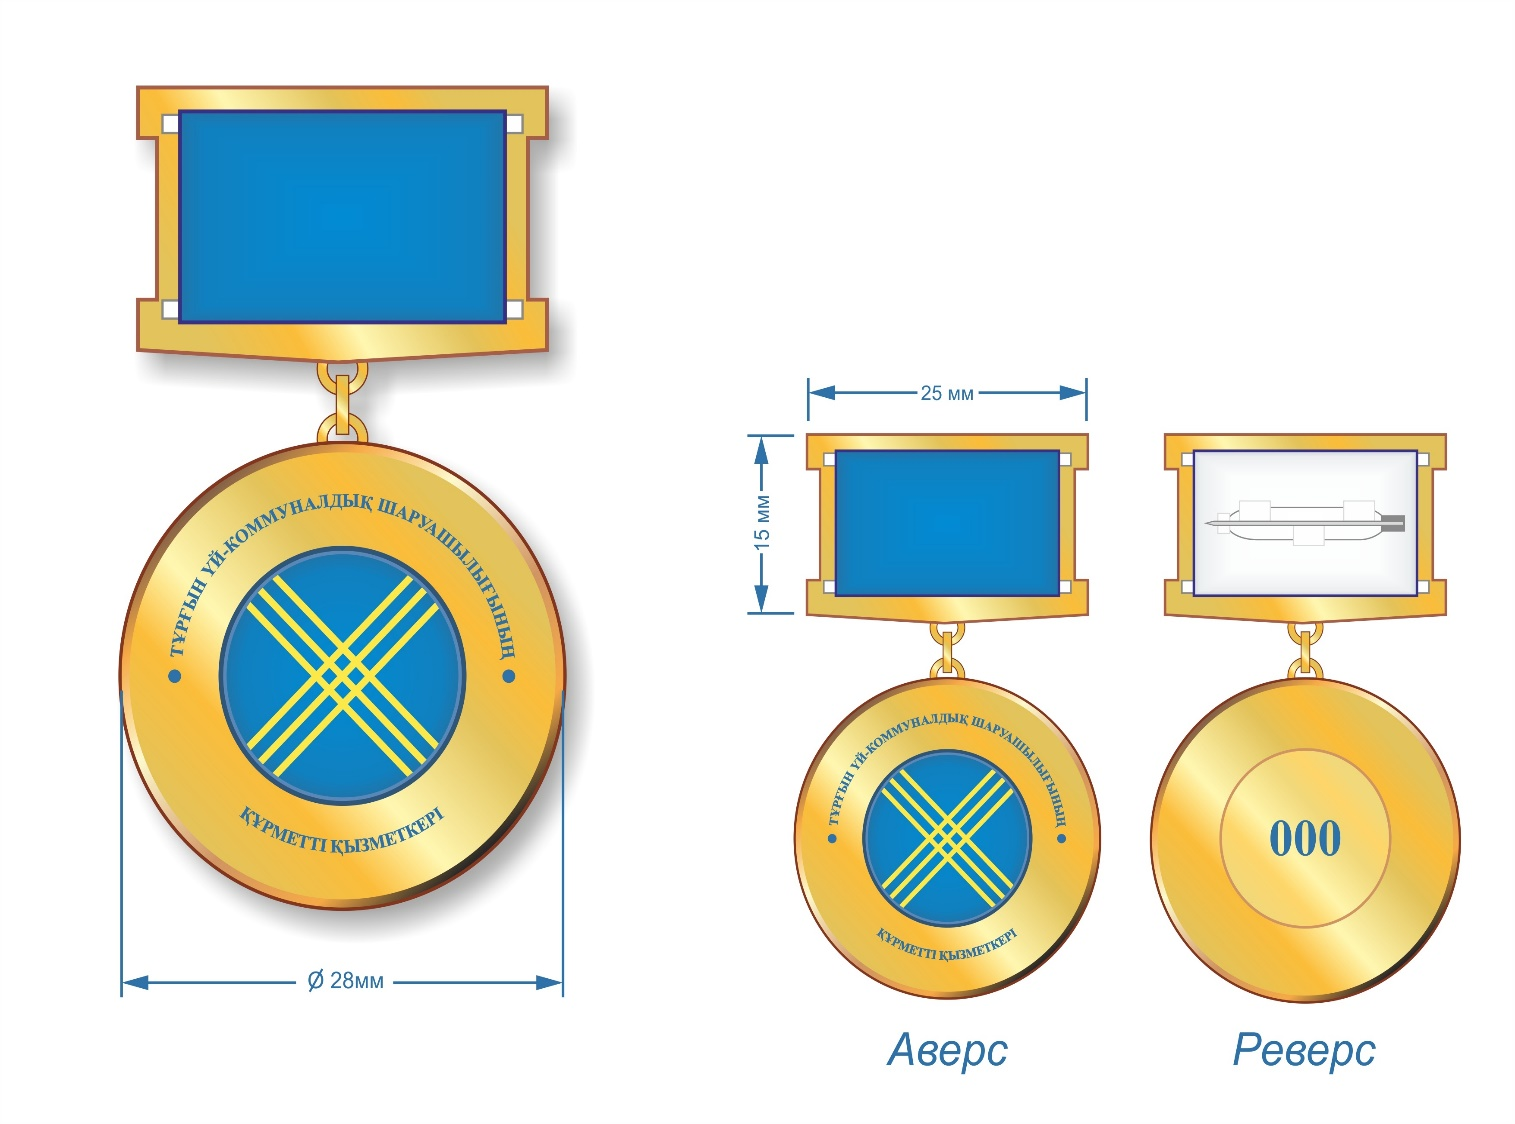 ТҰРҒЫН ҮЙ-КОММУНАЛДЫҚ ШАРУАШЫЛЫҒЫНЫҢ
ҚҰРМЕТТІ ҚЫЗМЕТКЕРІ
Ø 28мм
25 мм
15 мм
ТҰРҒЫН ҮЙ-КОММУНАЛДЫҚ ШАРУАШЫЛЫҒЫНЫҢ
ҚҰРМЕТТІ ҚЫЗМЕТКЕРІ
000
Аверс
Реверс